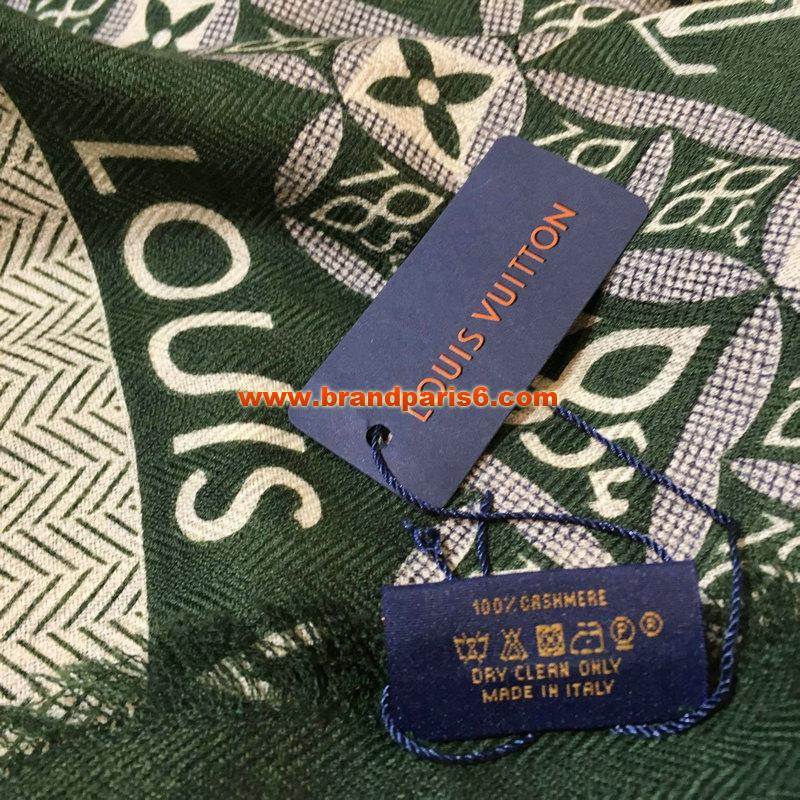 LOUIS
LOUIS VUITTON
www.brandparis6.com
100% CASHMERE
DRY CLEAN ONLY
MADE IN ITALY